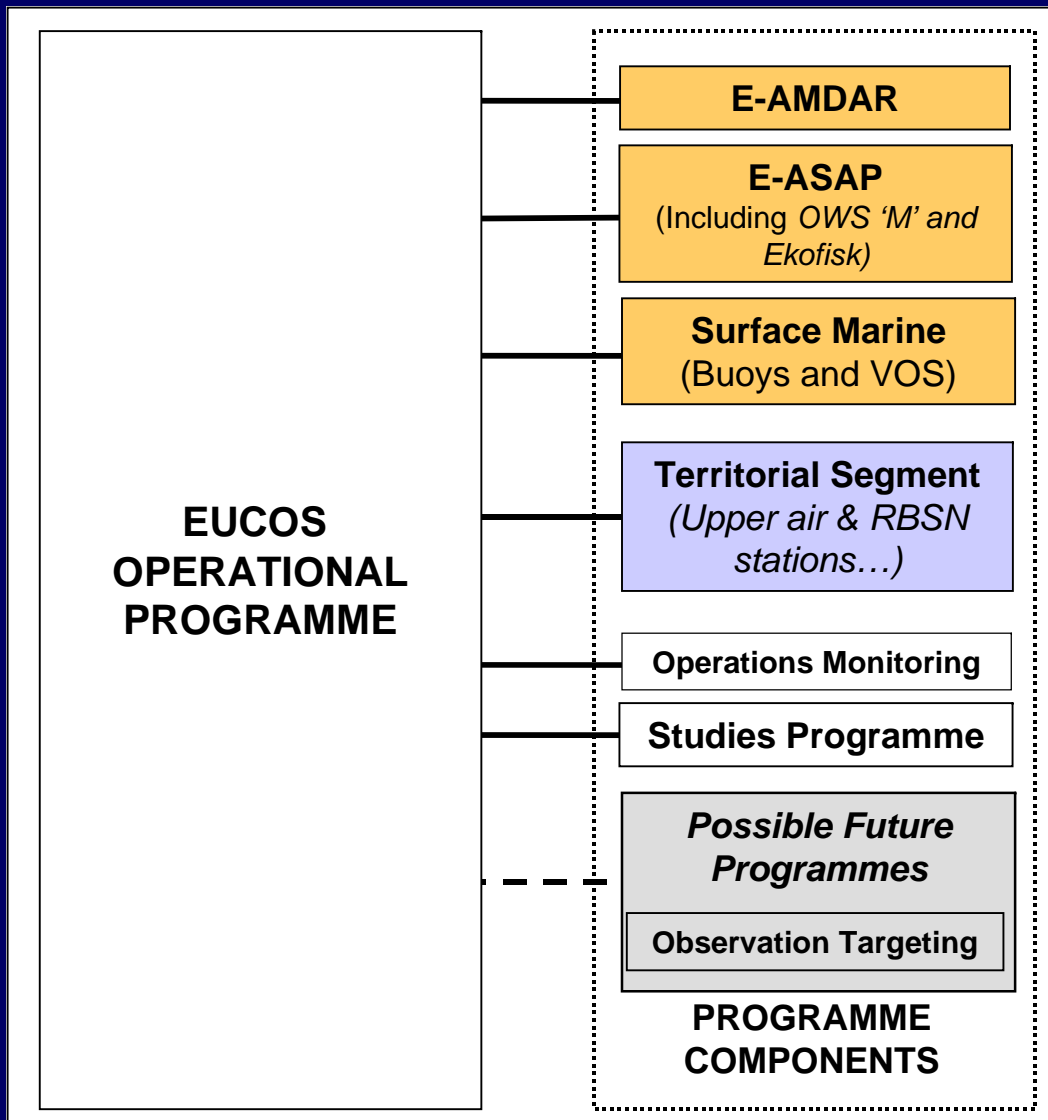 EUCOS
OPERATIONAL
PROGRAMME
E-AMDAR
E-ASAP
(Including OWS ‘M’ and
Ekofisk)
Surface Marine
(Buoys and VOS)
Territorial Segment
(Upper air & RBSN
stations…)
Operations Monitoring
Studies Programme
Possible Future
Programmes
Observation Targeting
PROGRAMME
COMPONENTS